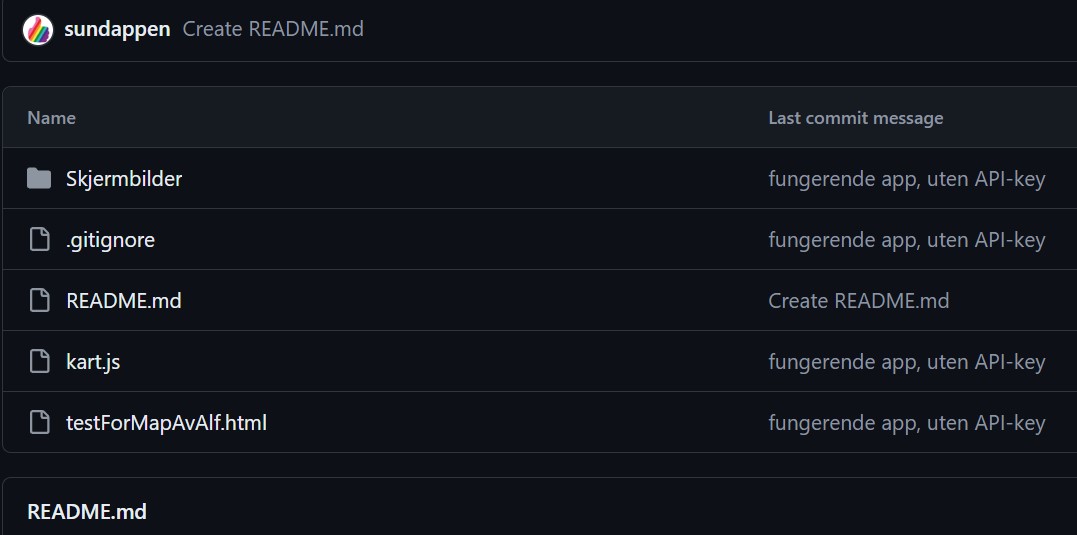 sundappen Create README.md
Name Last commit message
Skjermbilder fungerende app, uten API-key
.gitignore fungerende app, uten API-key
README.md Create README.md
kart.js fungerende app, uten API-key
testForMapAvAlf.html fungerende app, uten API-key
README.md